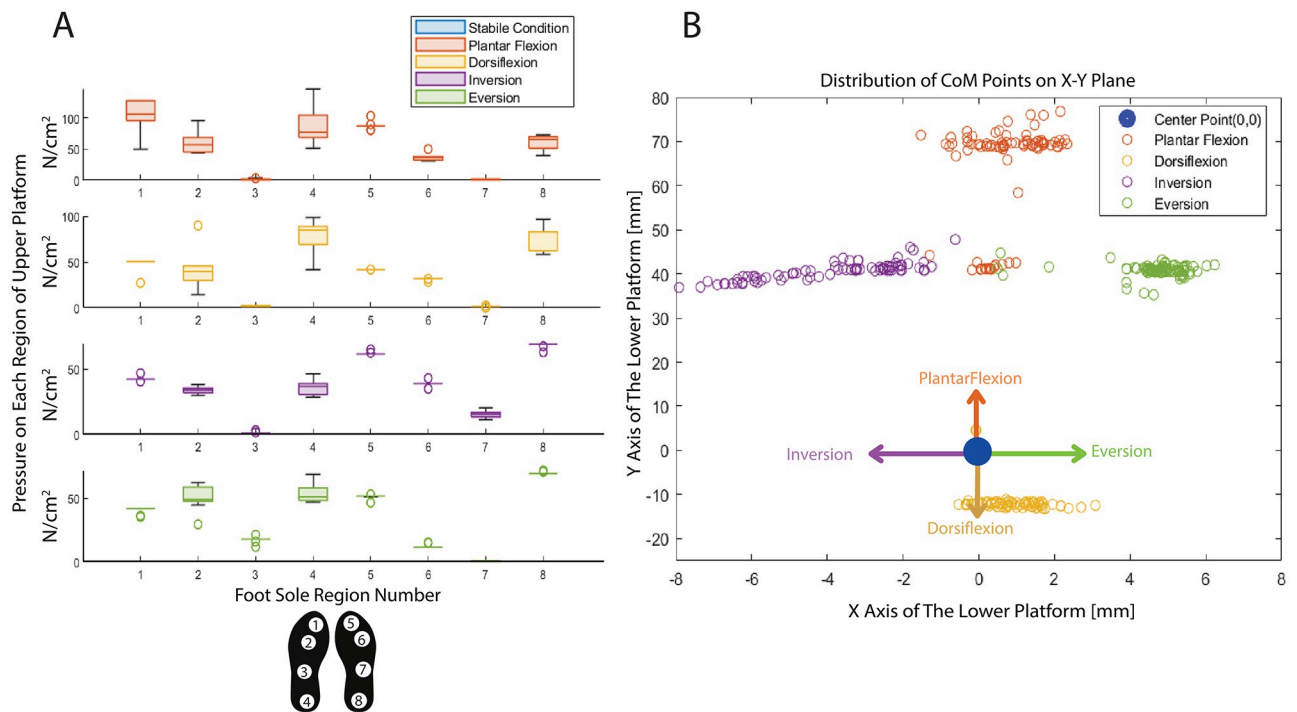 A
Stabile Condition
Plantar Flexion
Dorsiflexion
Inversion
Eversion
Pressure on Each Region of Upper Platform
N/cm²
100
50
0
1 2 3 4 5 6 7 8
N/cm²
100
50
0
1 2 3 4 5 6 7 8
N/cm²
50
0
1 2 3 4 5 6 7 8
N/cm²
50
0
1 2 3 4 5 6 7 8
Foot Sole Region Number
1 5
2 6
3 7
4 8
B
Distribution of CoM Points on X-Y Plane
Center Point(0,0)
Plantar Flexion
Dorsiflexion
Inversion
Eversion
Y Axis of The Lower Platform [mm]
80
70
60
50
40
30
20
10
0
-10
-20
PlantarFlexion
Inversion
Eversion
Dorsiflexion
-8 -6 -4 -2 0 2 4 6 8
X Axis of The Lower Platform [mm]